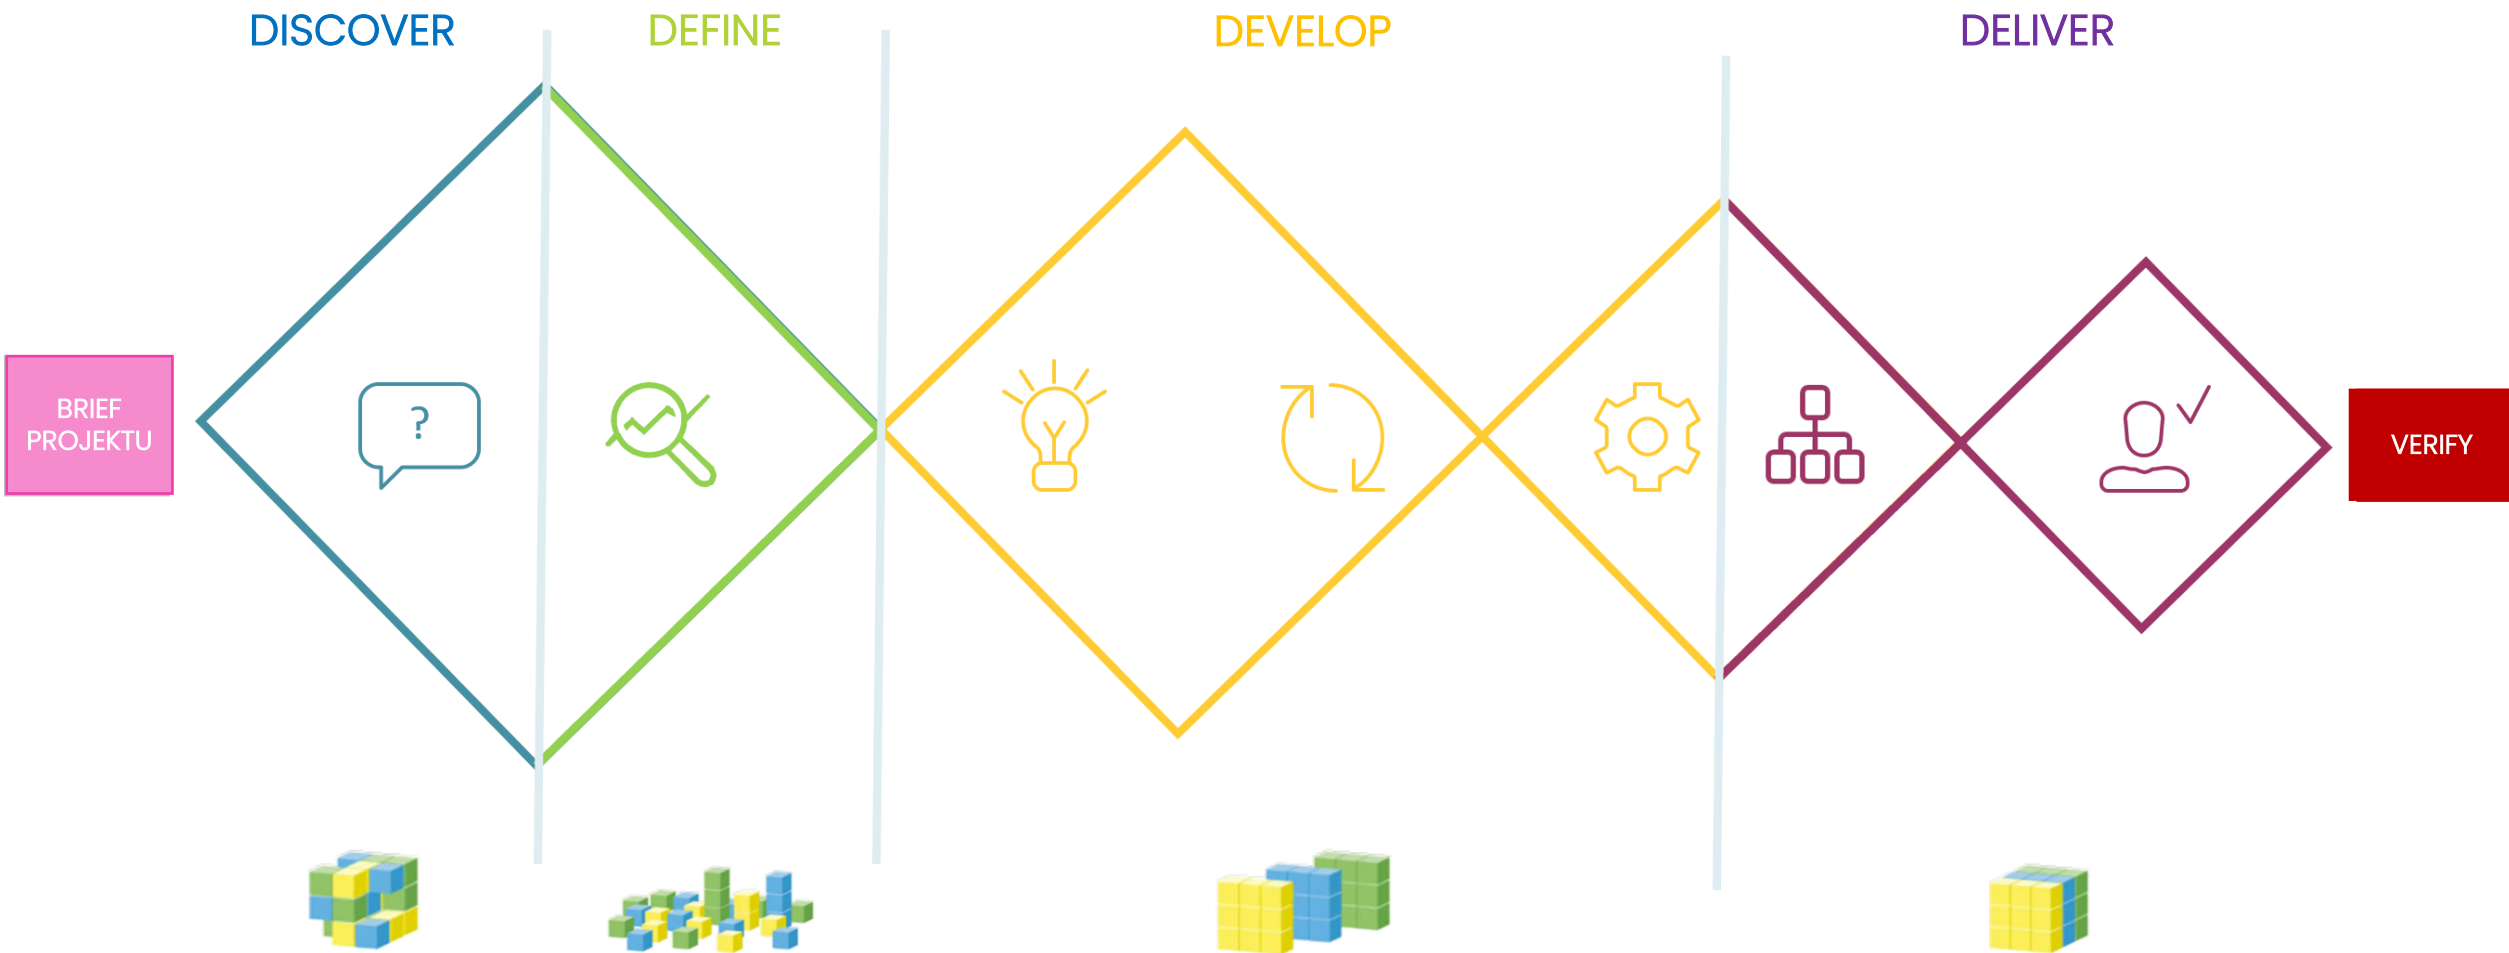 DISCOVER
DEFINE
DEVELOP
DELIVER
BRIEF
PROJEKTU
?
VERIFY